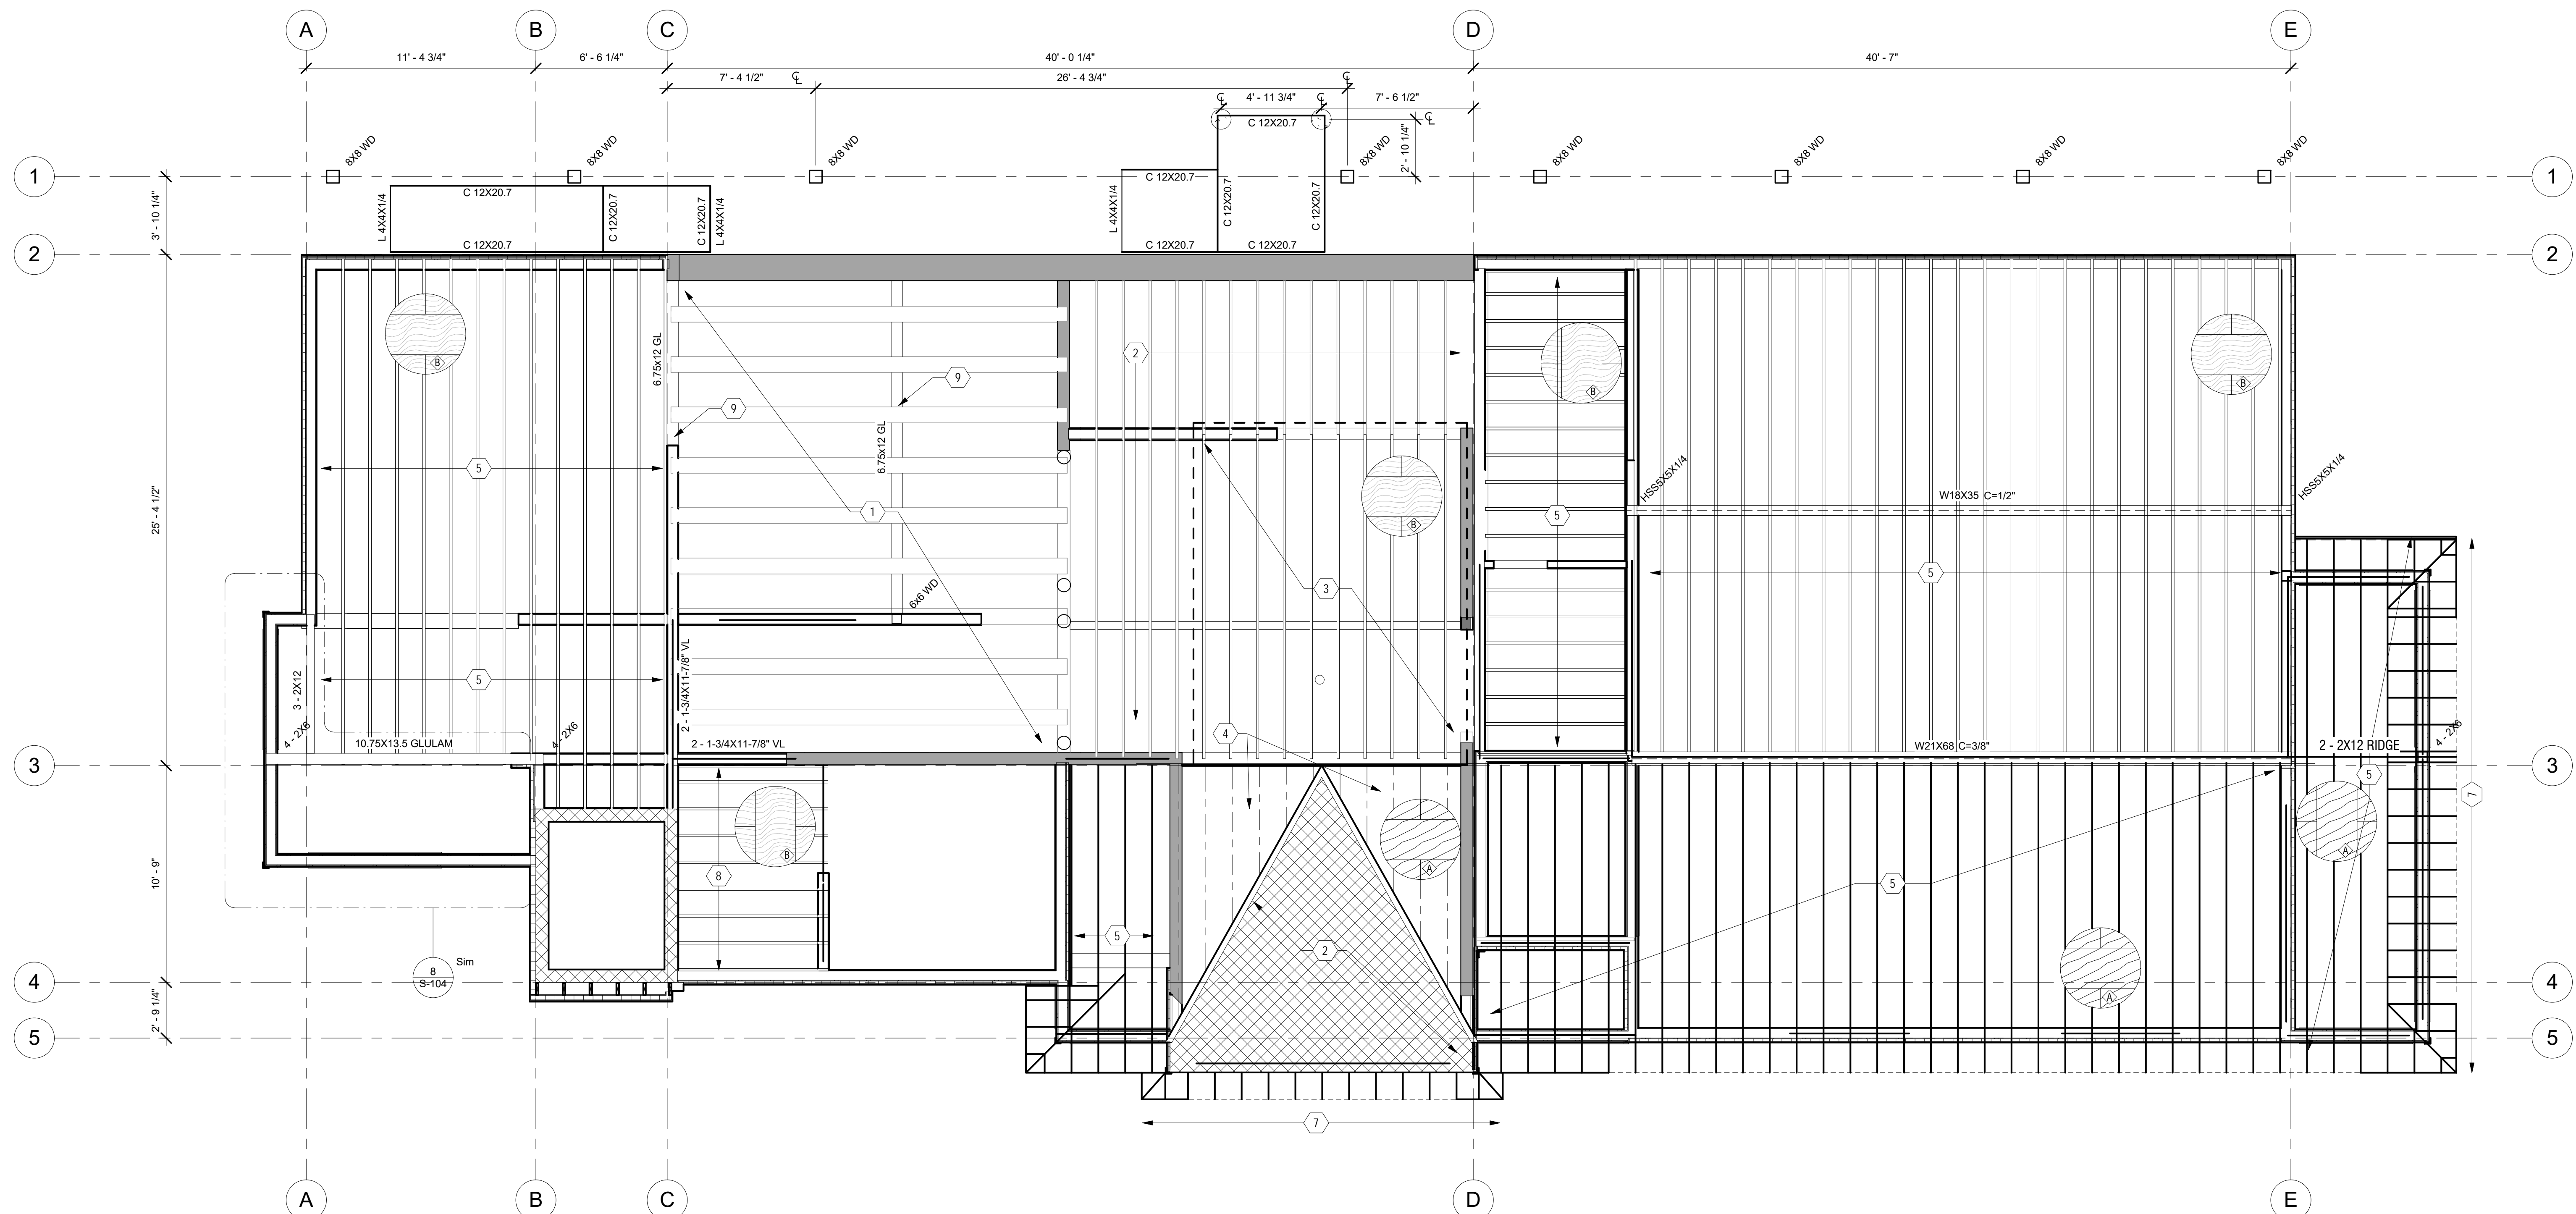 A
B
C
D
E
11' - 4 3/4"
6' - 6 1/4"
40' - 0 1/4"
40' - 7"
7' - 4 1/2"
26' - 4 3/4"
4' - 11 3/4"
7' - 6 1/2"
2' - 10 1/4"
1
8X8 WD
8X8 WD
8X8 WD
8X8 WD
8X8 WD
8X8 WD
8X8 WD
8X8 WD
1
3' - 10 1/4"
C 12X20.7
L 4X4X1/4
C 12X20.7
C 12X20.7
C 12X20.7
L 4X4X1/4
C 12X20.7
C 12X20.7
L 4X4X1/4
C 12X20.7
C 12X20.7
C 12X20.7
C 12X20.7
2
2
25' - 4 1/2"
B
6.75x12 GL
9
9
6.75x12 GL
2
B
B
5
1
B
5
HSS5X5X1/4
W18X35 C=1/2"
HSS5X5X1/4
3
5
6x6 WD
5
3 - 2X12
4 - 2X6
10.75X13.5 GLULAM
4 - 2X6
2 - 1-3/4X11-7/8" VL
2 - 1-3/4X11-7/8" VL
4
W21X68 C=3/8"
2 - 2X12 RIDGE
4 - 2X6
5
7
3
3
10' - 9"
B
8
A
5
A
5
2
A
8
S-104
Sim
4
4
2' - 9 1/4"
5
5
7
A
B
C
D
E